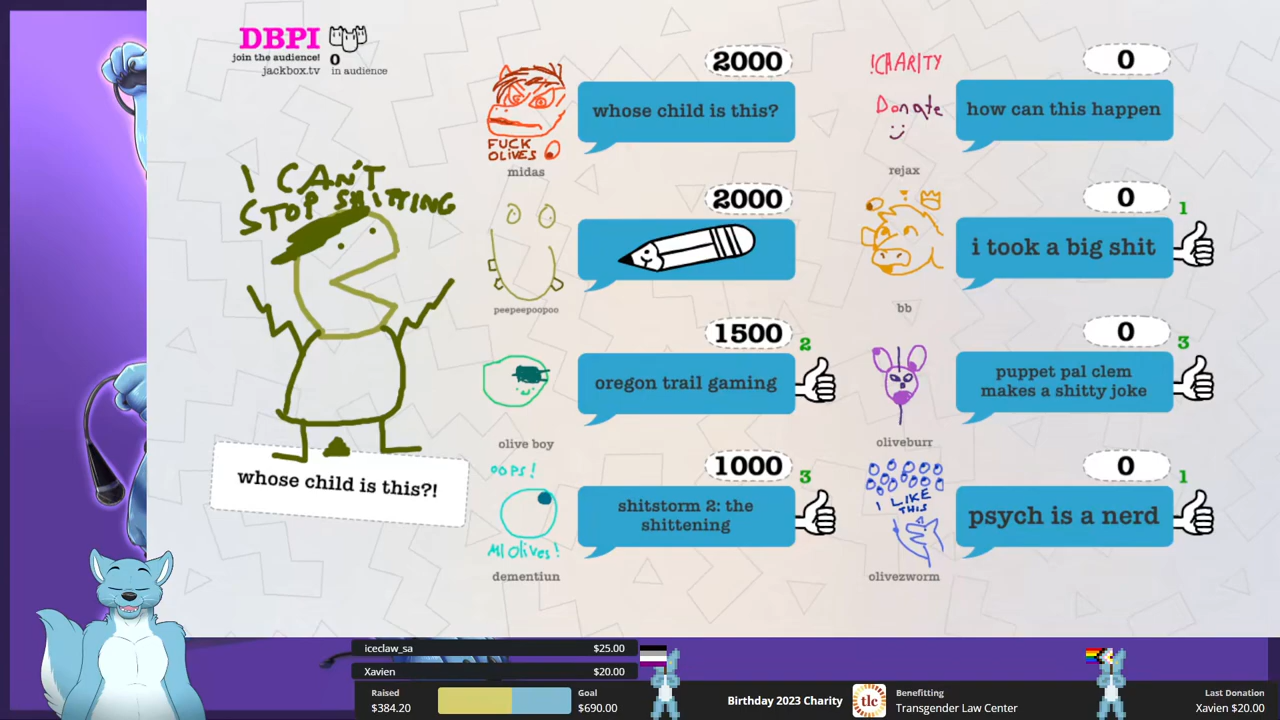 DBPI
join the audience!
jackbox.tv
0
in audience
I CAN'T
STOP SHITTING
whose child is this?!
2000
whose child is this?
FUCK
OLIVES
midas
2000
peepeepoopoo
1500
2
oregon trail gaming
olive boy
1000
3
OOPS!
shitstorm 2: the
shittening
M1 Olives!
dementiun
0
!CHARITY
Donate
how can this happen
rejax
0
1
i took a big shit
bb
0
3
puppet pal clem
makes a shitty joke
oliveburr
0
1
I LIKE
THIS
psych is a nerd
olivezworm
iceclaw_sa $25.00
Xavien $20.00
Raised
$384.20
Goal
$690.00
Birthday 2023 Charity
tlc
Benefitting
Transgender Law Center
Last Donation
Xavien $20.00